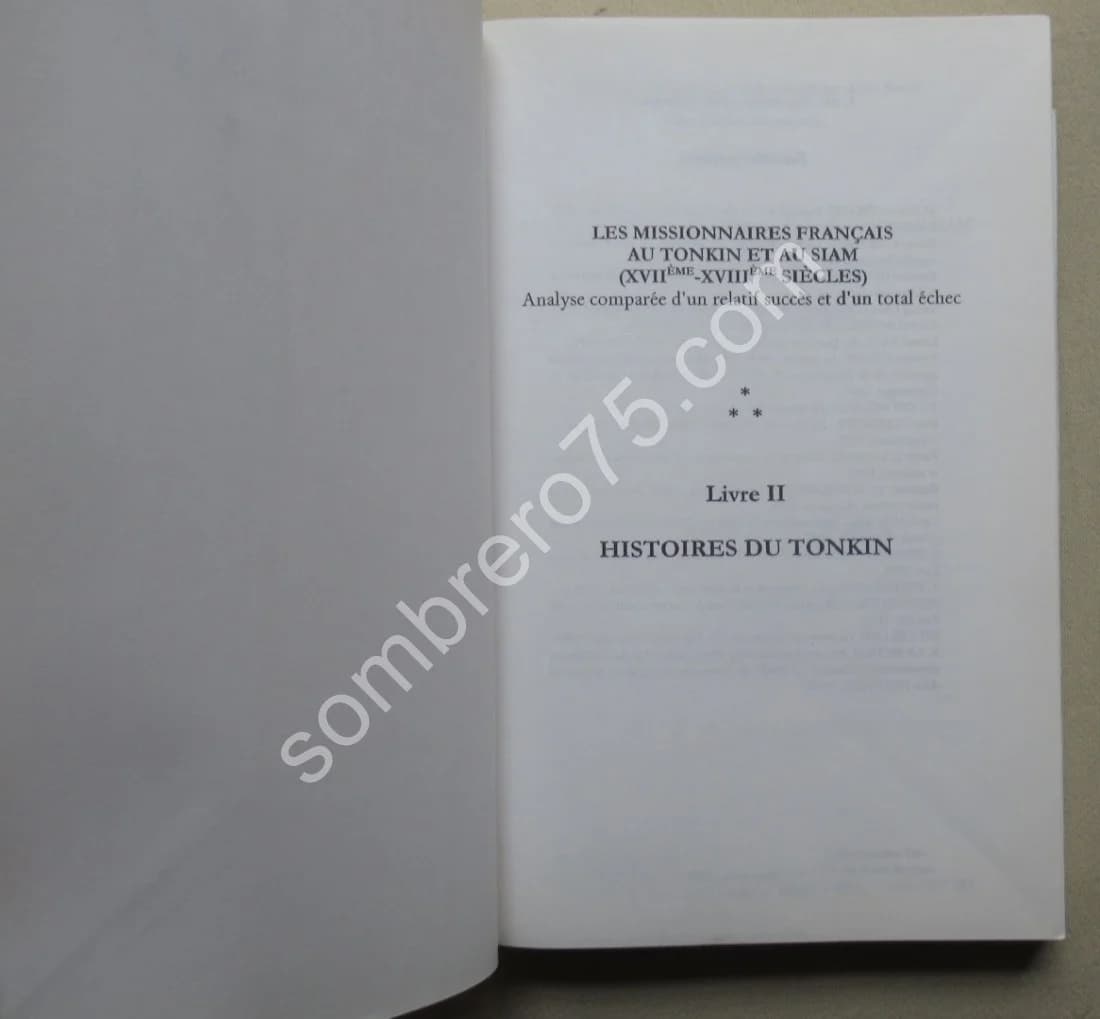 LES MISSIONNAIRES FRANÇAIS
AU TONKIN ET AU SIAM
(XVIIÈME-XVIIIÈME SIÈCLES)
Analyse comparée d'un relatif succès et d'un total échec
*
* *
Livre II
HISTOIRES DU TONKIN
sombrero75.com